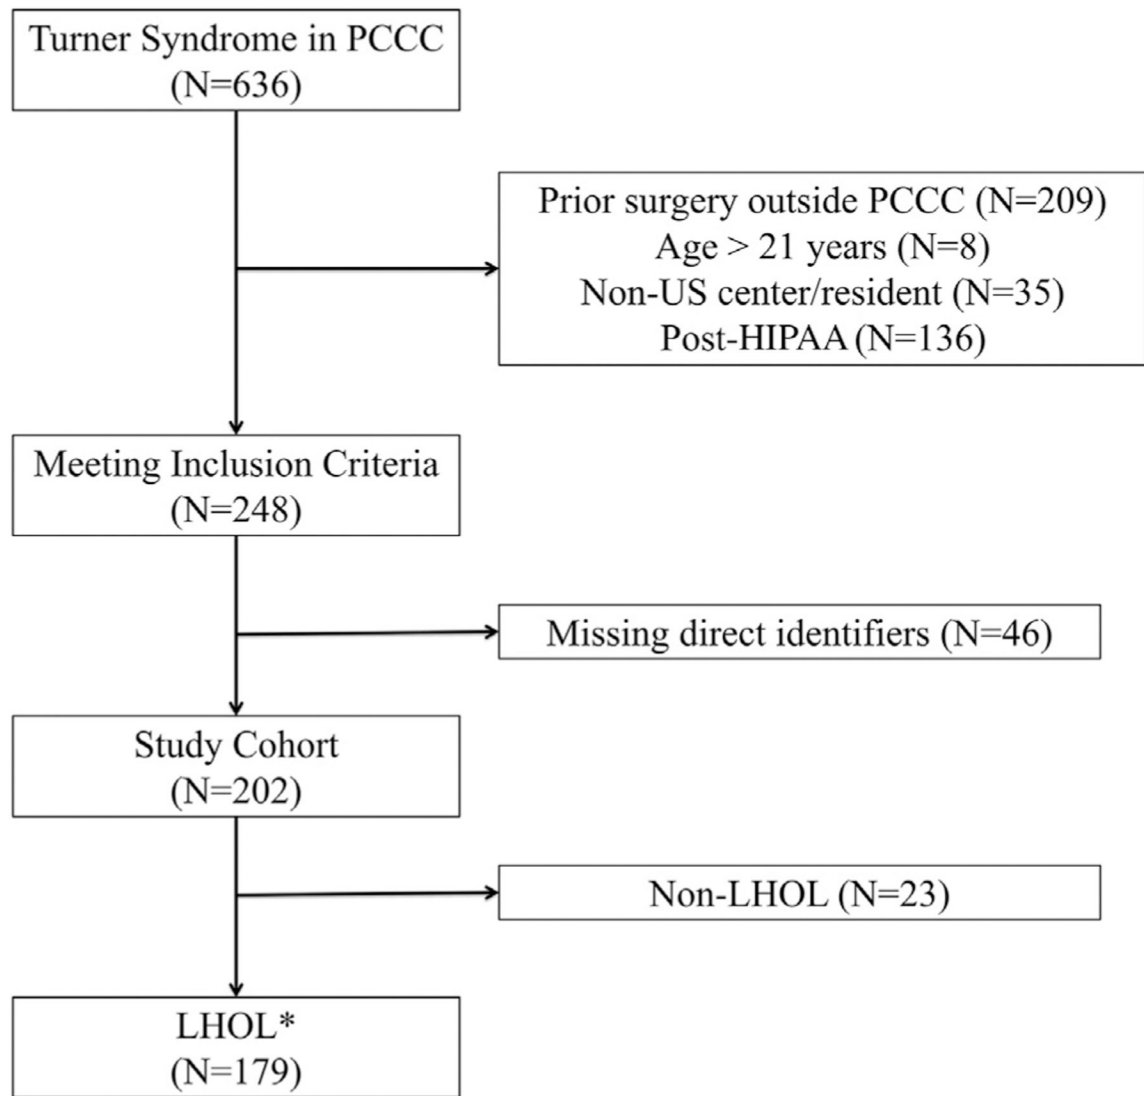 Turner Syndrome in PCCC
(N=636)
Prior surgery outside PCCC (N=209)
Age > 21 years (N=8)
Non-US center/resident (N=35)
Post-HIPAA (N=136)
Meeting Inclusion Criteria
(N=248)
Missing direct identifiers (N=46)
Study Cohort
(N=202)
Non-LHOL (N=23)
LHOL*
(N=179)